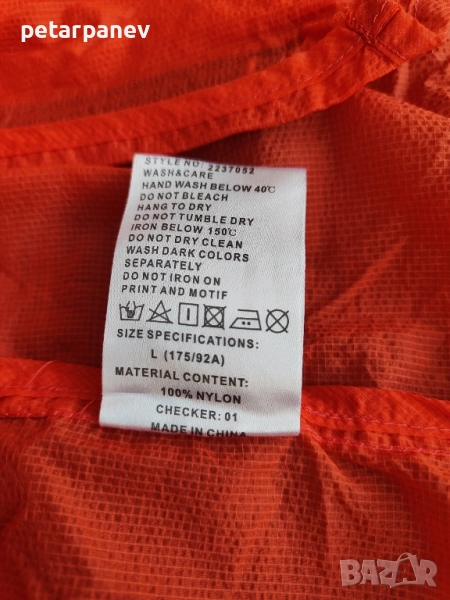 petarpanev
STYLE NO: 2237052
WASH&CARE
HAND WASH BELOW 40℃
DO NOT BLEACH
HANG TO DRY
DO NOT TUMBLE DRY
IRON BELOW 150℃
DO NOT DRY CLEAN
WASH DARK COLORS
SEPARATELY
DO NOT IRON ON
PRINT AND MOTIF
SIZE SPECIFICATIONS:
L (175/92A)
MATERIAL CONTENT:
100% NYLON
CHECKER: 01
MADE IN CHINA
bazar.bg